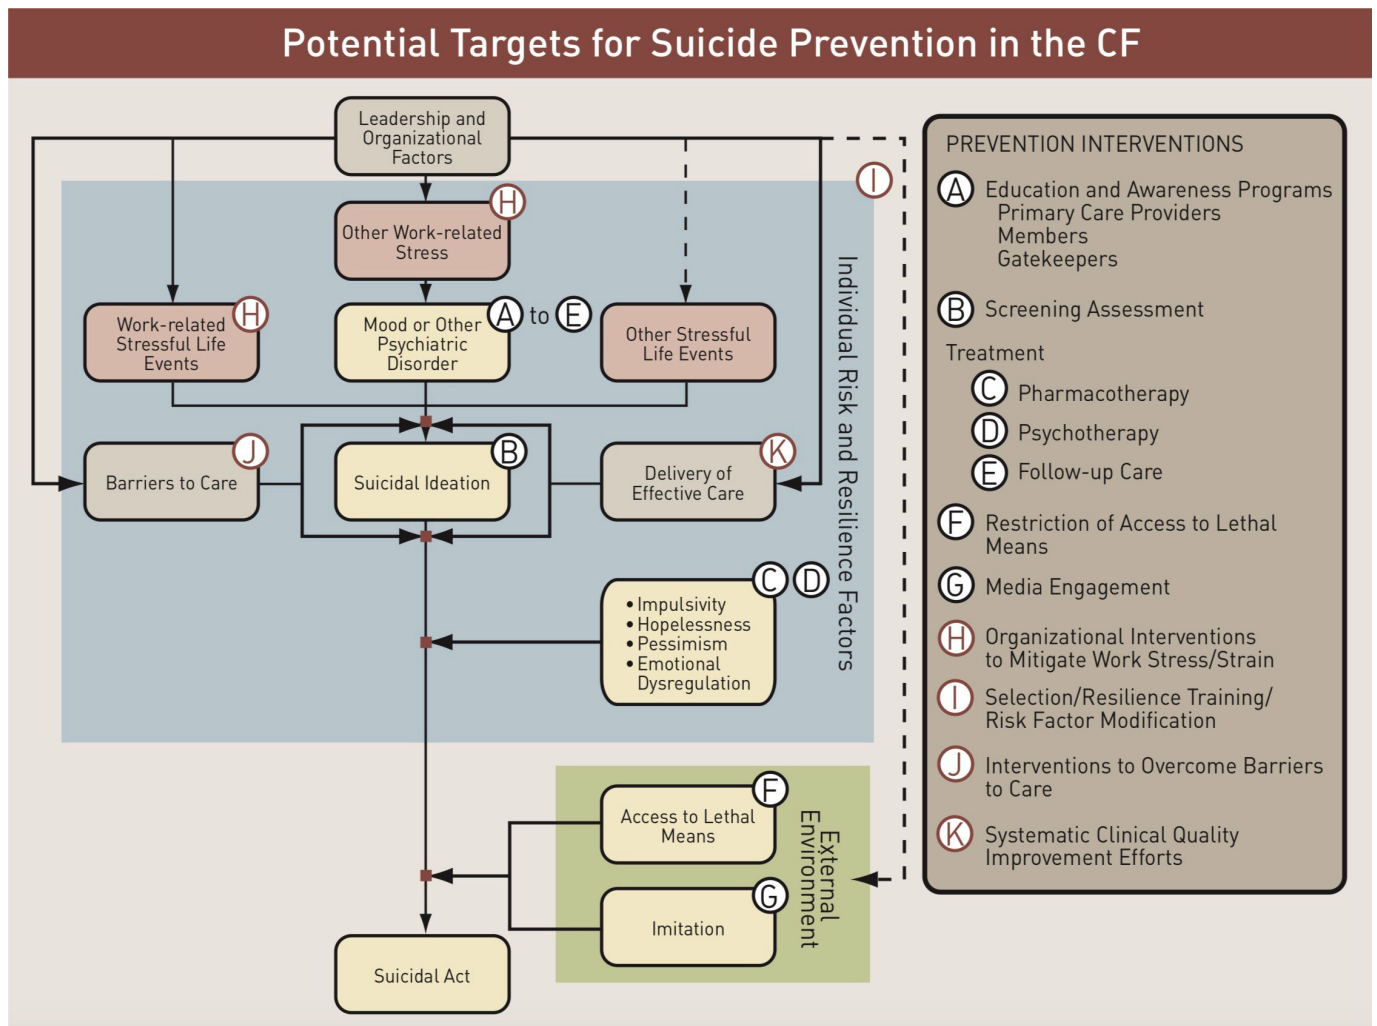 Potential Targets for Suicide Prevention in the CF
Leadership and
Organizational
Factors
I
H
Other Work-related
Stress
H
Work-related
Stressful Life
Events
A to E
Mood or Other
Psychiatric
Disorder
Other Stressful
Life Events
Individual Risk and Resilience Factors
J
Barriers to Care
B
Suicidal Ideation
K
Delivery of
Effective Care
C D
• Impulsivity
• Hopelessness
• Pessimism
• Emotional
Dysregulation
F
Access to Lethal
Means
External
Environment
G
Imitation
Suicidal Act
PREVENTION INTERVENTIONS
A Education and Awareness Programs
Primary Care Providers
Members
Gatekeepers
B Screening Assessment
Treatment
C Pharmacotherapy
D Psychotherapy
E Follow-up Care
F Restriction of Access to Lethal
Means
G Media Engagement
H Organizational Interventions
to Mitigate Work Stress/Strain
I Selection/Resilience Training/
Risk Factor Modification
J Interventions to Overcome Barriers
to Care
K Systematic Clinical Quality
Improvement Efforts